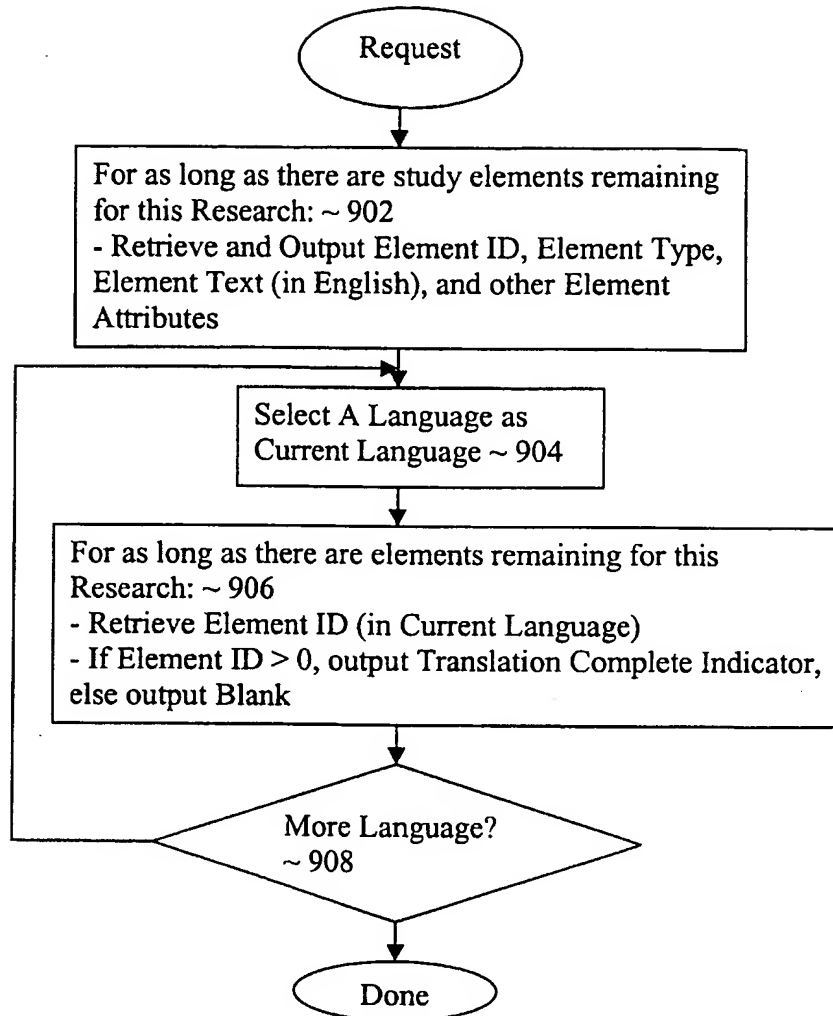 Request
For as long as there are study elements remaining
for this Research: ~ 902
- Retrieve and Output Element ID, Element Type,
Element Text (in English), and other Element
Attributes
Select A Language as
Current Language ~ 904
For as long as there are elements remaining for this
Research: ~ 906
- Retrieve Element ID (in Current Language)
- If Element ID > 0, output Translation Complete Indicator,
else output Blank
More Language?
~ 908
Done